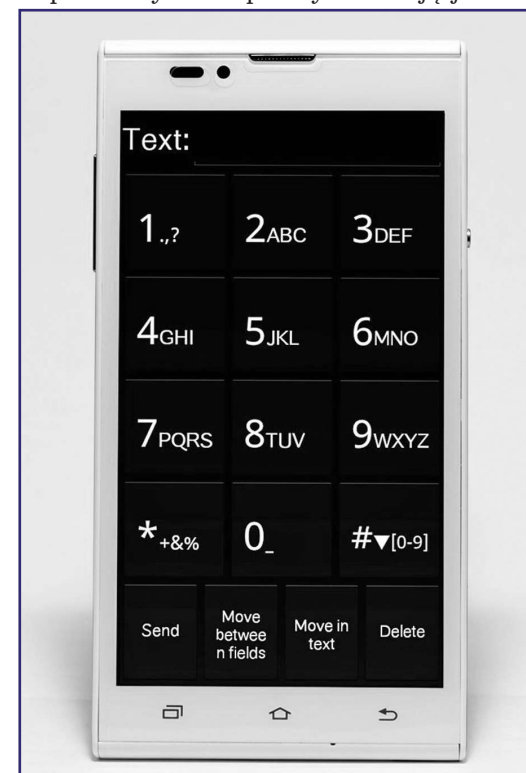 Text:
1.,? 2ABC 3DEF
4GHI 5JKL 6MNO
7PQRS 8TUV 9WXYZ
*+&% 0_ #▼[0-9]
Send Move betwee n fields Move in text Delete